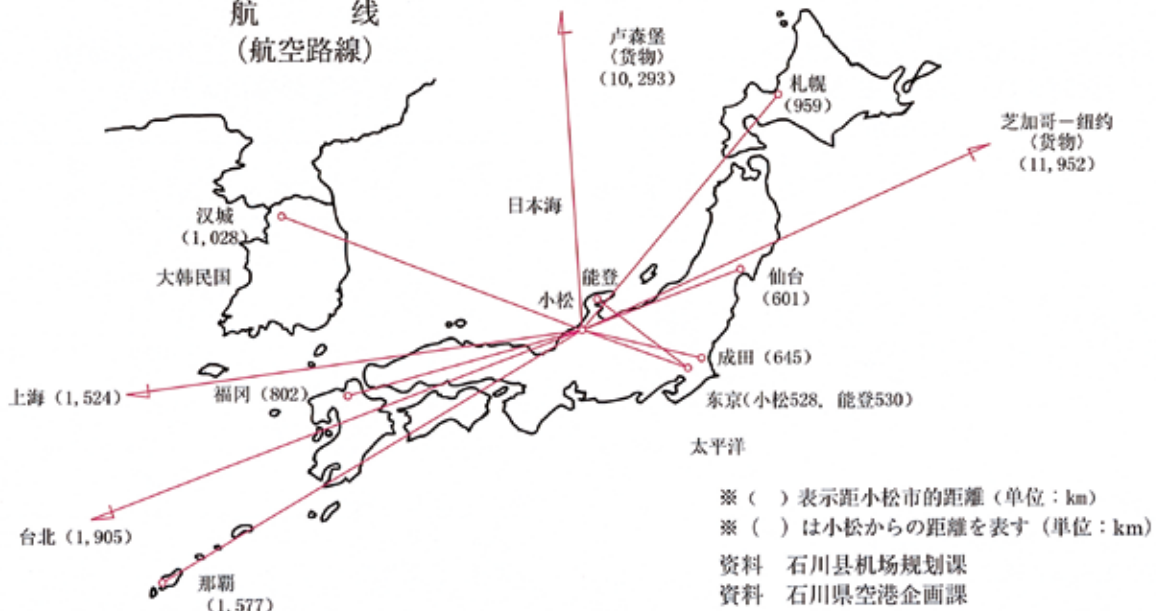 航 线
(航空路線)
卢森堡
〈货物〉
(10,293)
札幌
(959)
芝加哥－纽约
〈货物〉
(11,952)
日本海
汉城
(1,028)
大韩民国
能登
小松
仙台
(601)
成田(645)
上海(1,524)
福冈(802)
东京(小松528．能登530)
太平洋
台北(1,905)
那覇
(1,577)
※(　)表示距小松市的距離(单位：km)
※(　)は小松からの距離を表す(単位：km)
资料　石川县机场规划课
資料　石川県空港企画課